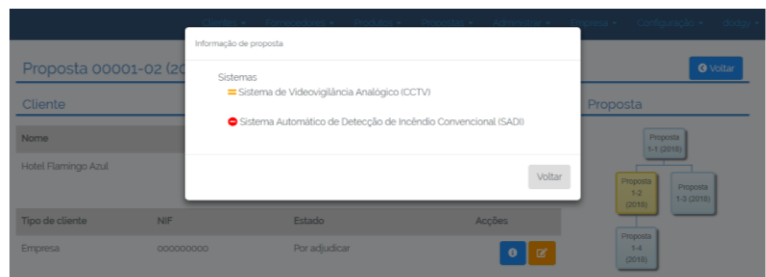 Clientes Fornecedores Produtos Propostas Administrar Empresa Configuração
Informação de proposta
Proposta 00001-02 (20
Voltar
Sistemas
Sistema de Videovigilância Analógico (CCTV)
Sistema Automático de Detecção de Incêndio Convencional (SADI)
Voltar
Cliente
Proposta
Nome
Hotel Flamingo Azul
Tipo de cliente NIF Estado Acções
Empresa 000000000 Por adjudicar
Proposta
1-1 (2018)
Proposta
1-2
(2018)
Proposta
1-3 (2018)
Proposta
1-4
(2018)